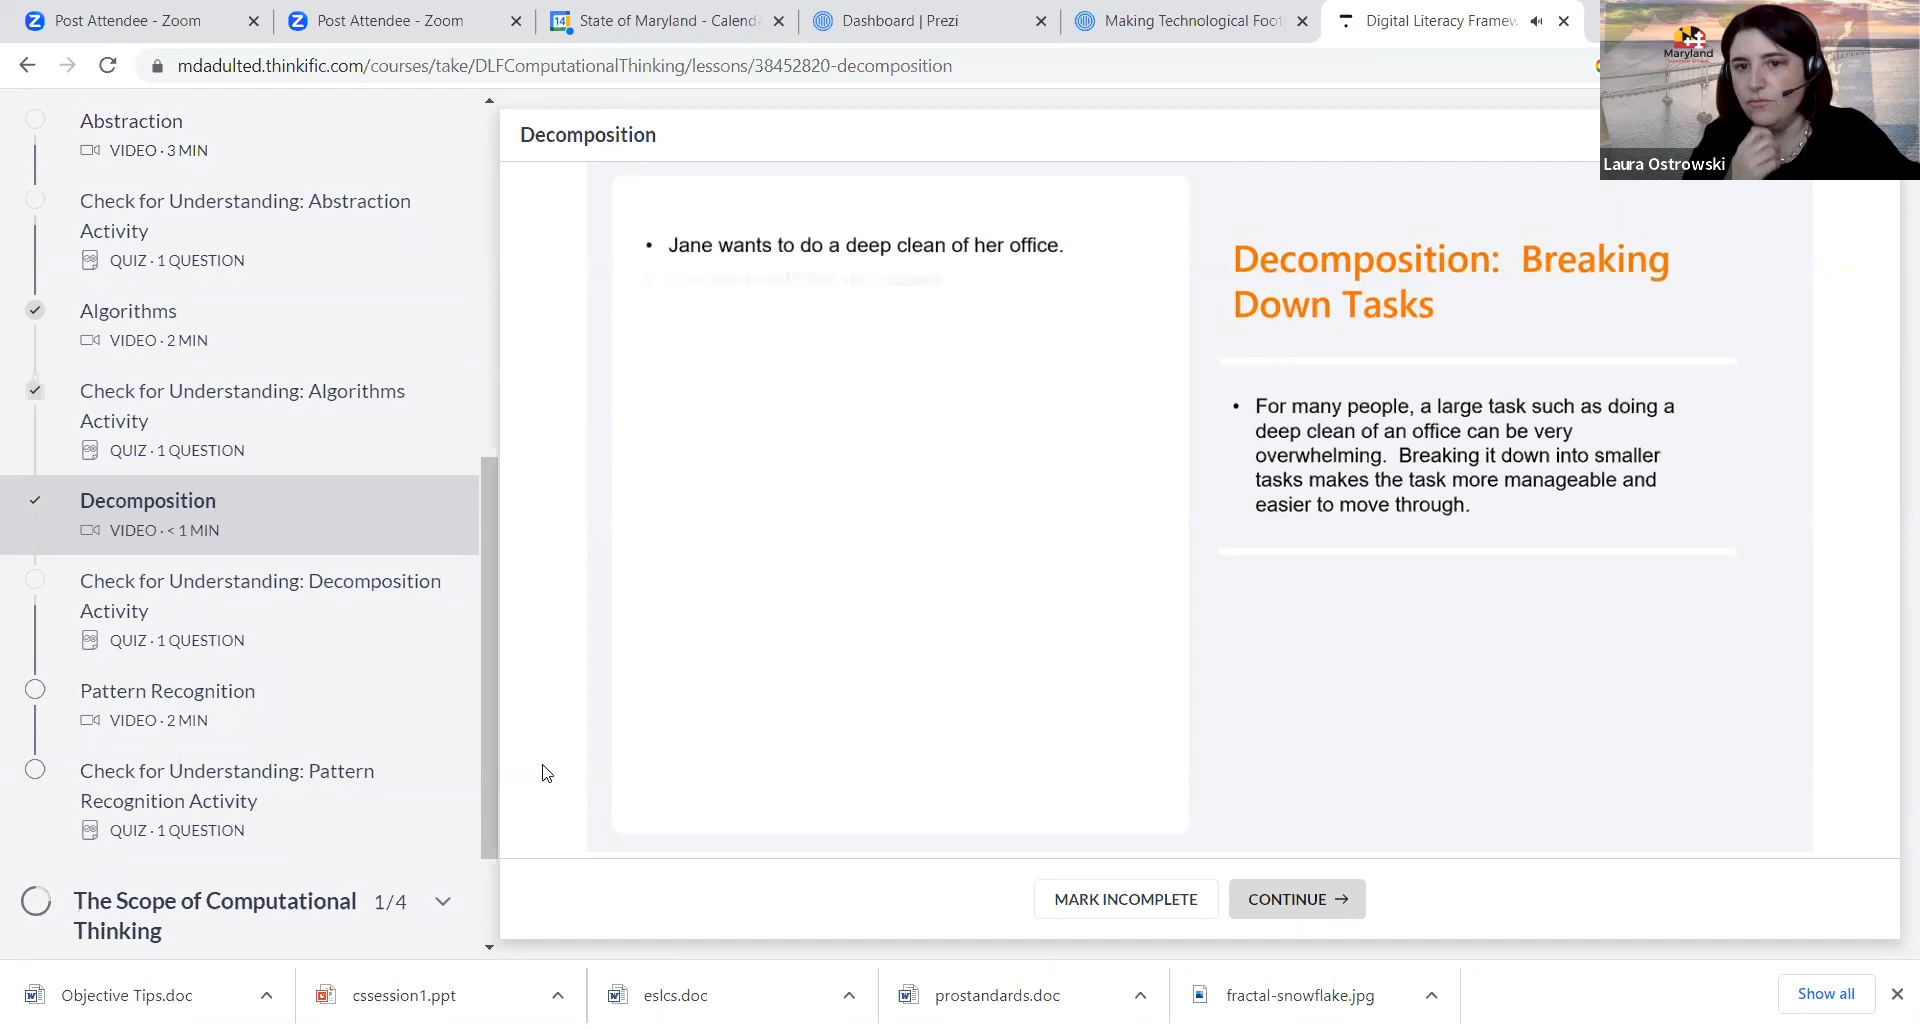 Post Attendee - Zoom
Post Attendee - Zoom
14
State of Maryland - Calenda
Dashboard | Prezi
Making Technological Foot
Digital Literacy Framew
mdadulted.thinkific.com/courses/take/DLFComputationalThinking/lessons/38452820-decomposition
Maryland
Laura Ostrowski
Abstraction
VIDEO · 3 MIN
Check for Understanding: Abstraction
Activity
QUIZ · 1 QUESTION
Algorithms
VIDEO · 2 MIN
Check for Understanding: Algorithms
Activity
QUIZ · 1 QUESTION
Decomposition
VIDEO · < 1 MIN
Check for Understanding: Decomposition
Activity
QUIZ · 1 QUESTION
Pattern Recognition
VIDEO · 2 MIN
Check for Understanding: Pattern
Recognition Activity
QUIZ · 1 QUESTION
The Scope of Computational 1/4
Thinking
Decomposition
• Jane wants to do a deep clean of her office.
Decomposition: Breaking
Down Tasks
• For many people, a large task such as doing a
deep clean of an office can be very
overwhelming. Breaking it down into smaller
tasks makes the task more manageable and
easier to move through.
MARK INCOMPLETE
CONTINUE →
Objective Tips.doc
cssession1.ppt
eslcs.doc
prostandards.doc
fractal-snowflake.jpg
Show all